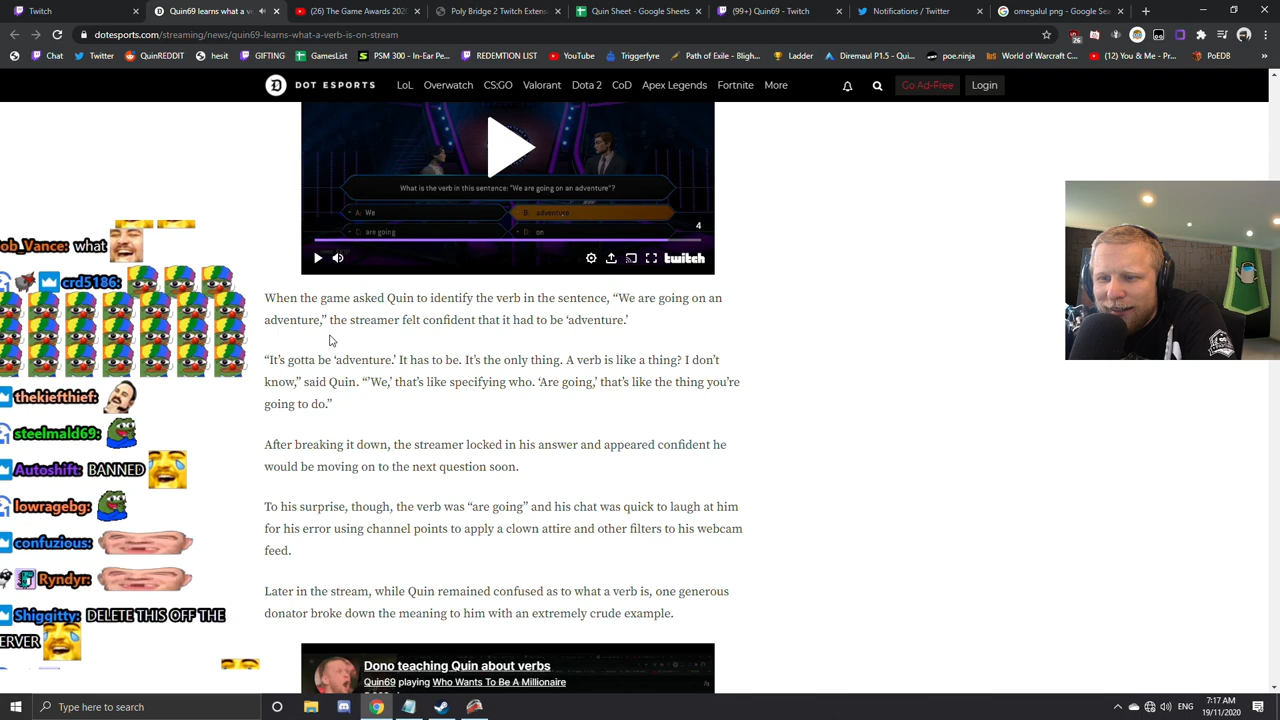 Twitch
Quin69 learns what a ve
(26) The Game Awards 2020
Poly Bridge 2 Twitch Extens
Quin Sheet - Google Sheets
(99+) Quin69 - Twitch
Notifications / Twitter
omegalul png - Google Sea
dotesports.com/streaming/news/quin69-learns-what-a-verb-is-on-stream
Chat
Twitter
QuinREDDIT
hesit
GIFTING
GamesList
PSM 300 - In-Ear Pe...
REDEMTION LIST
YouTube
Triggerfyre
Path of Exile - Bligh...
Ladder
Diremaul P1.5 - Qui...
poe.ninja
World of Warcraft C...
(12) You & Me - Fr...
PoEDB
DOT ESPORTS
LoL Overwatch CS:GO Valorant Dota 2 CoD Apex Legends Fortnite More
Go Ad-Free
Login
What is the verb in this sentence: "We are going on an adventure"?
A: We
B: adventure
C: are going
D: on
4
twitch
When the game asked Quin to identify the verb in the sentence, “We are going on an
adventure,” the streamer felt confident that it had to be ‘adventure.’
“It’s gotta be ‘adventure.’ It has to be. It’s the only thing. A verb is like a thing? I don’t
know,” said Quin. “’We,’ that’s like specifying who. ‘Are going,’ that’s like the thing you’re
going to do.”
After breaking it down, the streamer locked in his answer and appeared confident he
would be moving on to the next question soon.
To his surprise, though, the verb was “are going” and his chat was quick to laugh at him
for his error using channel points to apply a clown attire and other filters to his webcam
feed.
Later in the stream, while Quin remained confused as to what a verb is, one generous
donator broke down the meaning to him with an extremely crude example.
Dono teaching Quin about verbs
Quin69 playing Who Wants To Be A Millionaire
ob_Vance: what
crd5186:
thekiefthief:
steelmald69:
Autoshift: BANNED
lowragebg:
confuzious:
Ryndyr:
Shiggitty: DELETE THIS OFF THE
ERVER
Type here to search
ENG
7:17 AM
19/11/2020